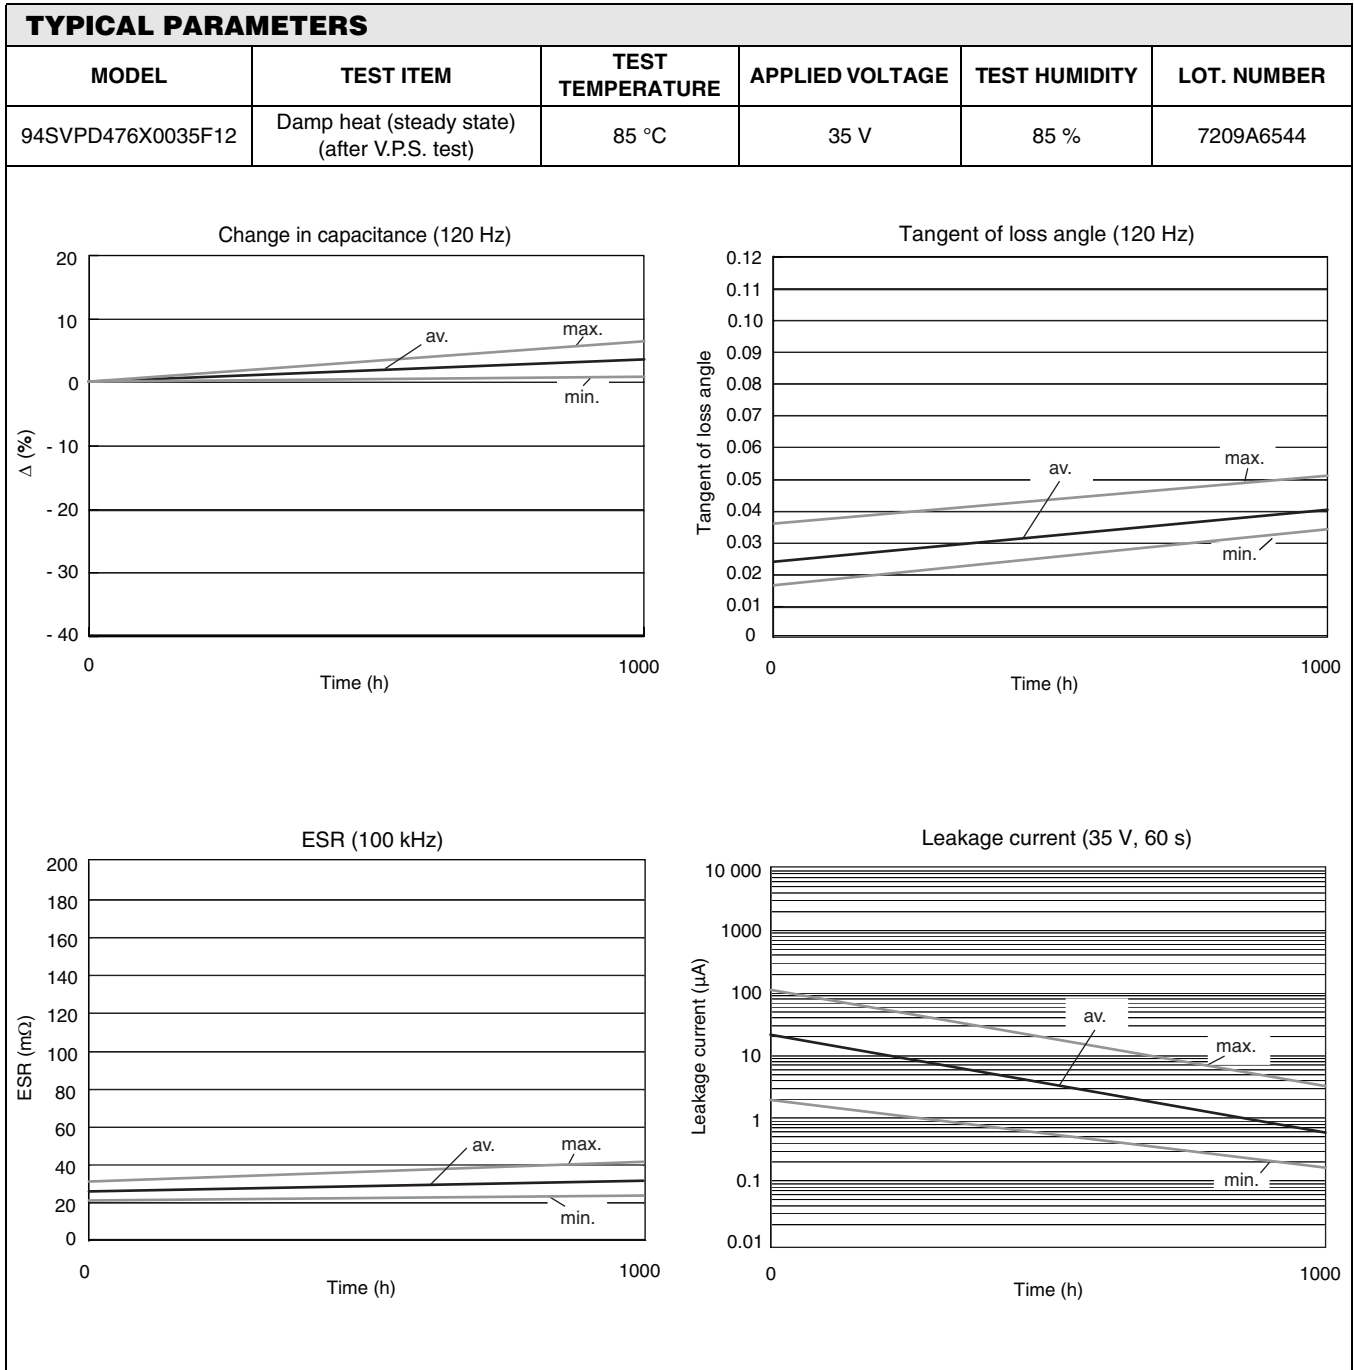 TYPICAL PARAMETERS
MODEL
TEST ITEM
TEST
TEMPERATURE
APPLIED VOLTAGE
TEST HUMIDITY
LOT. NUMBER
94SVPD476X0035F12
Damp heat (steady state)
(after V.P.S. test)
85 °C
35 V
85 %
7209A6544
Change in capacitance (120 Hz)
20
10
0
- 10
- 20
- 30
- 40
Δ (%)
av.
max.
min.
0
1000
Time (h)
Tangent of loss angle (120 Hz)
0.12
0.11
0.10
0.09
0.08
0.07
0.06
0.05
0.04
0.03
0.02
0.01
0
Tangent of loss angle
av.
max.
min.
0
1000
Time (h)
ESR (100 kHz)
200
180
160
140
120
100
80
60
40
20
0
ESR (mΩ)
av.
max.
min.
0
1000
Time (h)
Leakage current (35 V, 60 s)
10 000
1000
100
10
1
0.1
0.01
Leakage current (µA)
av.
max.
min.
0
1000
Time (h)